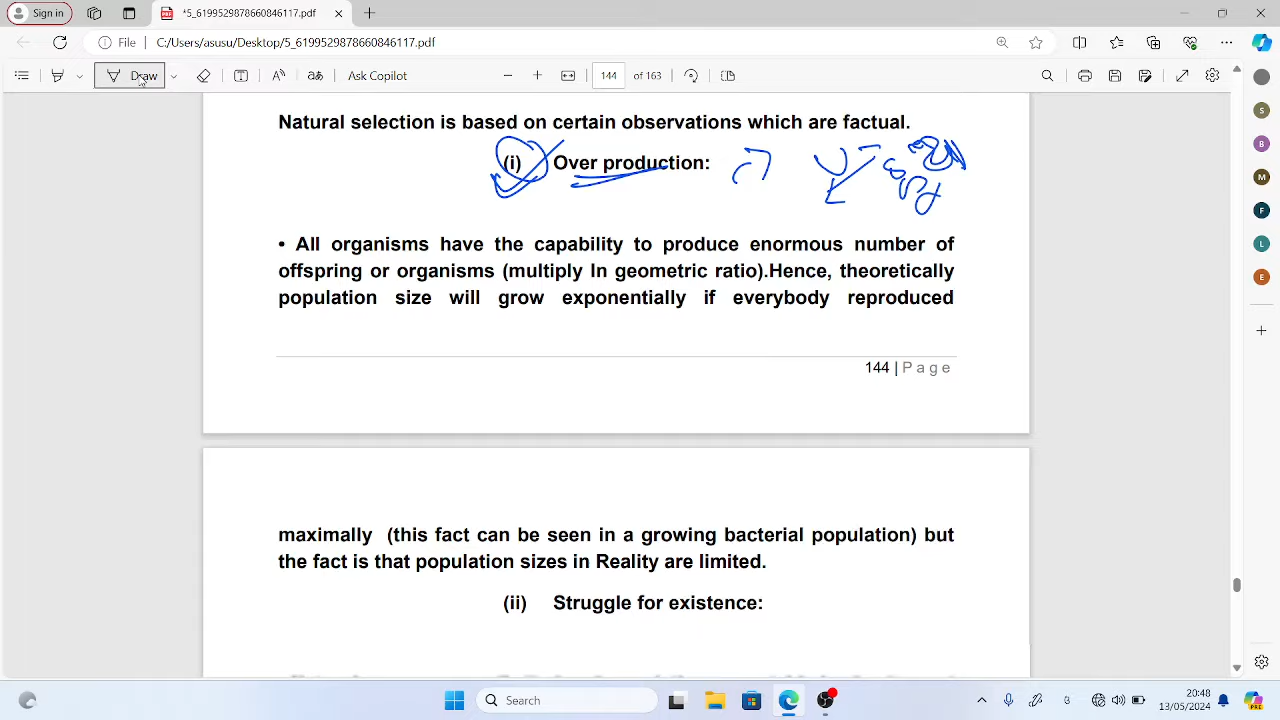 Sign in
*5_6199529878660846117.pdf
File
C:/Users/asusu/Desktop/5_6199529878660846117.pdf
Draw
Ask Copilot
144 of 163
Natural selection is based on certain observations which are factual.
(i) Over production:
• All organisms have the capability to produce enormous number of
offspring or organisms (multiply In geometric ratio).Hence, theoretically
population size will grow exponentially if everybody reproduced
144 | P a g e
maximally (this fact can be seen in a growing bacterial population) but
the fact is that population sizes in Reality are limited.
(ii) Struggle for existence:
S
B
M
F
L
E
Search
20:48
13/05/2024